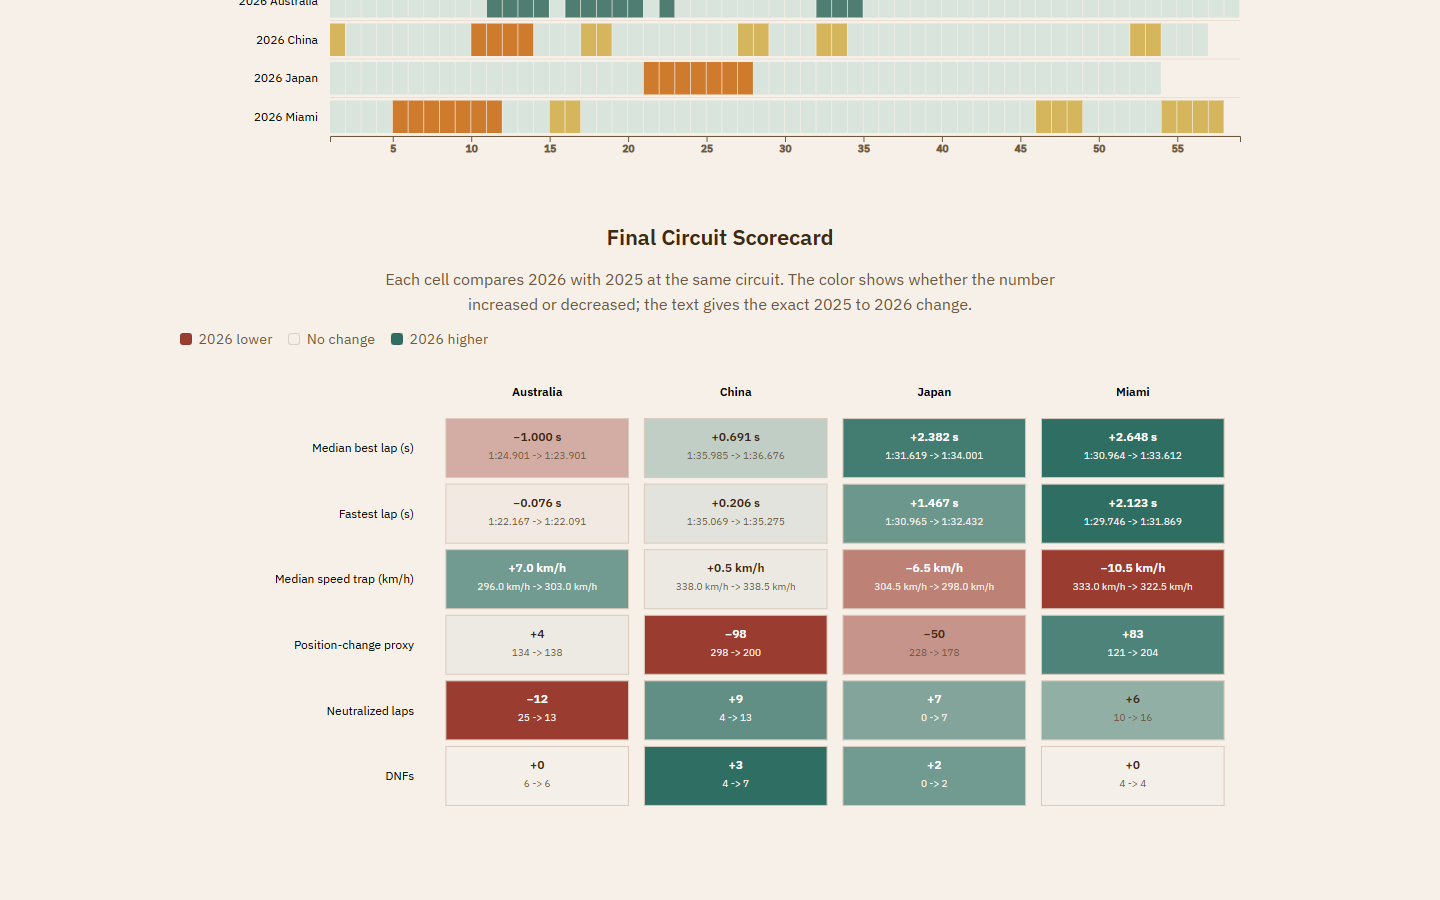 2026 Australia
2026 China
2026 Japan
2026 Miami
5 10 15 20 25 30 35 40 45 50 55
Final Circuit Scorecard
Each cell compares 2026 with 2025 at the same circuit. The color shows whether the number
increased or decreased; the text gives the exact 2025 to 2026 change.
2026 lower No change 2026 higher
Australia China Japan Miami
Median best lap (s)
−1.000 s +0.691 s +2.382 s +2.648 s
1:24.901 -> 1:23.901 1:35.985 -> 1:36.676 1:31.619 -> 1:34.001 1:30.964 -> 1:33.612
Fastest lap (s)
−0.076 s +0.206 s +1.467 s +2.123 s
1:22.167 -> 1:22.091 1:35.069 -> 1:35.275 1:30.965 -> 1:32.432 1:29.746 -> 1:31.869
Median speed trap (km/h)
+7.0 km/h +0.5 km/h −6.5 km/h −10.5 km/h
296.0 km/h -> 303.0 km/h 338.0 km/h -> 338.5 km/h 304.5 km/h -> 298.0 km/h 333.0 km/h -> 322.5 km/h
Position-change proxy
+4 −98 −50 +83
134 -> 138 298 -> 200 228 -> 178 121 -> 204
Neutralized laps
−12 +9 +7 +6
25 -> 13 4 -> 13 0 -> 7 10 -> 16
DNFs
+0 +3 +2 +0
6 -> 6 4 -> 7 0 -> 2 4 -> 4